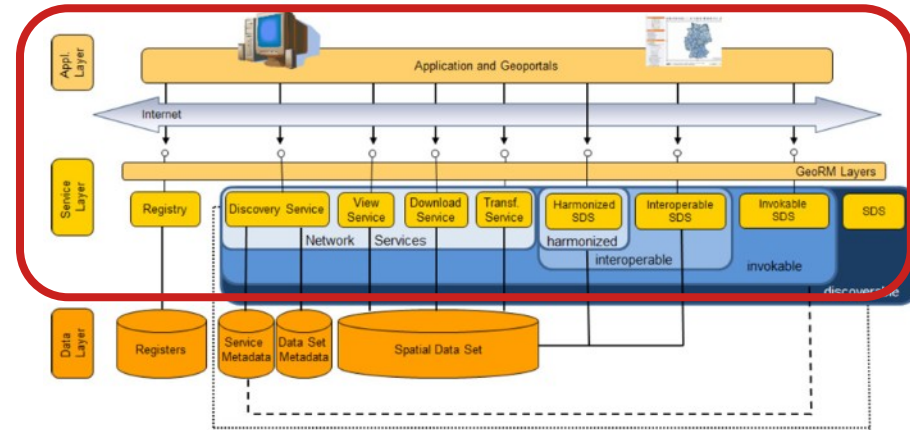 Appl.
Layer
Application and Geoportals
Internet
GeoRM Layers
Service
Layer
Registry
Discovery Service
View
Service
Download
Service
Transf.
Service
Harmonized
SDS
Interoperable
SDS
Invokable
SDS
SDS
Network Services
harmonized
interoperable
invokable
discoverable
Data
Layer
Registers
Service
Metadata
Data Set
Metadata
Spatial Data Set